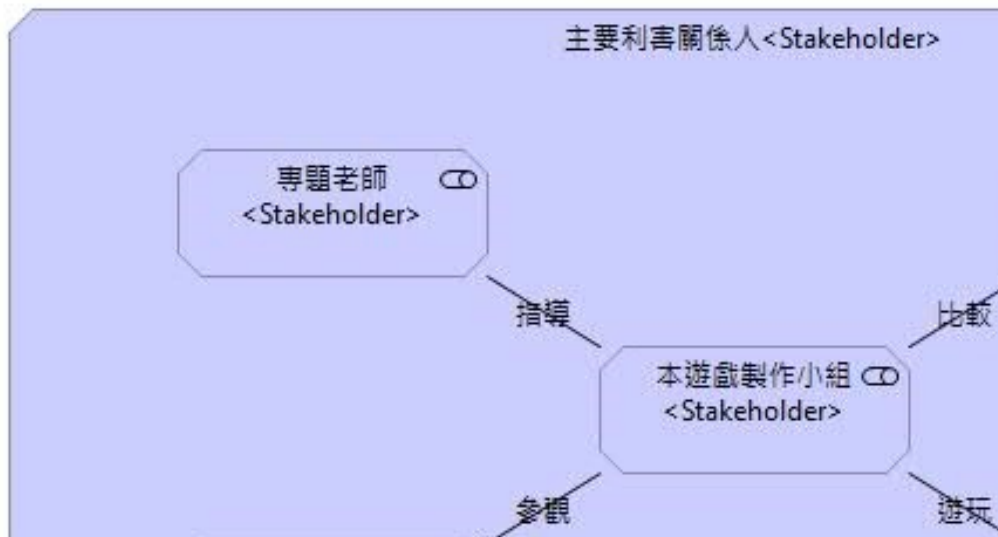 主要利害關係人<Stakeholder>
專題老師
<Stakeholder>
指導
比較
本遊戲製作小組
<Stakeholder>
參觀
遊玩